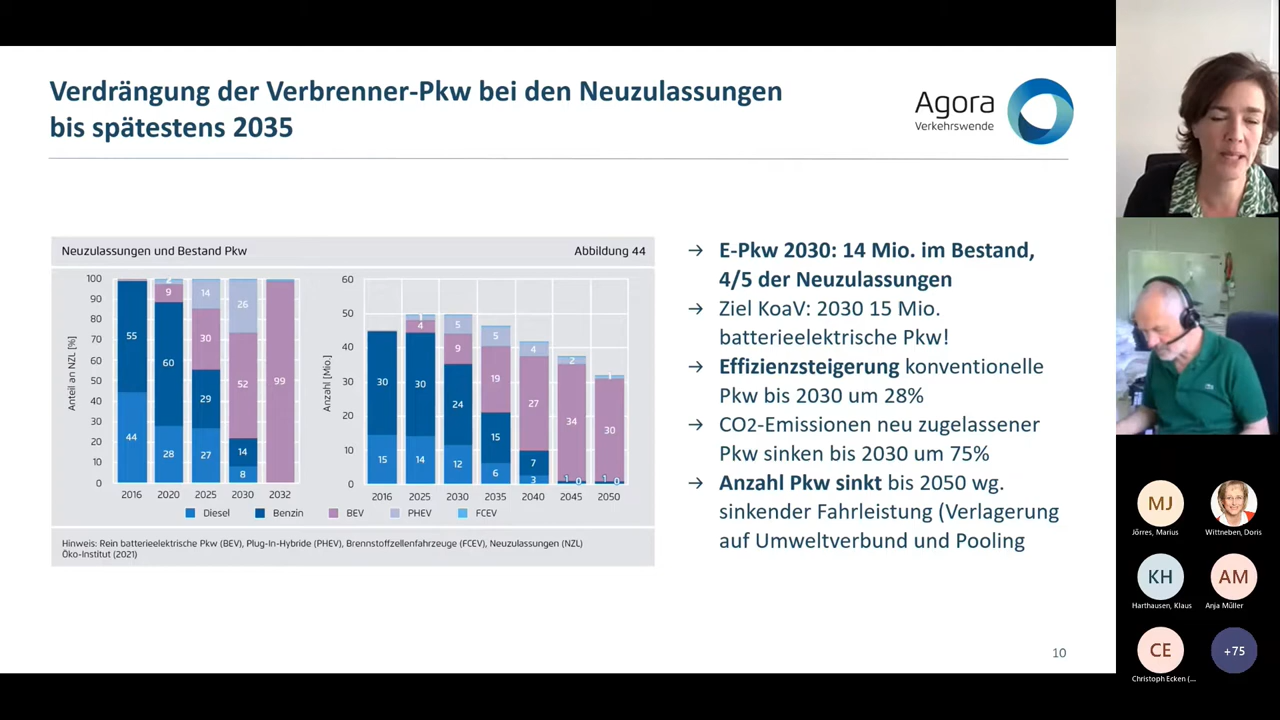 Verdrängung der Verbrenner-Pkw bei den Neuzulassungen
bis spätestens 2035
Agora
Verkehrswende
Neuzulassungen und Bestand Pkw Abbildung 44
Anteil an NZL [%]
100
90
80
70
60
50
40
30
20
10
0
55
44
2
9
60
28
14
30
29
27
26
52
14
8
99
2016 2020 2025 2030 2032
Anzahl [Mio.]
60
50
40
30
20
10
0
30
15
1
4
30
14
5
9
24
12
5
19
15
6
4
27
7
3
2
34
1 0
1
30
1 0
2016 2025 2030 2035 2040 2045 2050
Diesel Benzin BEV PHEV FCEV
Hinweis: Rein batterieelektrische Pkw (BEV), Plug-In-Hybride (PHEV), Brennstoffzellenfahrzeuge (FCEV), Neuzulassungen (NZL)
Öko-Institut (2021)
→ E-Pkw 2030: 14 Mio. im Bestand,
4/5 der Neuzulassungen
→ Ziel KoaV: 2030 15 Mio.
batterieelektrische Pkw!
→ Effizienzsteigerung konventionelle
Pkw bis 2030 um 28%
→ CO2-Emissionen neu zugelassener
Pkw sinken bis 2030 um 75%
→ Anzahl Pkw sinkt bis 2050 wg.
sinkender Fahrleistung (Verlagerung
auf Umweltverbund und Pooling
10
MJ
Jörres, Marius Wittneben, Doris
KH AM
Harthausen, Klaus Anja Müller
CE +75
Christoph Ecken (...